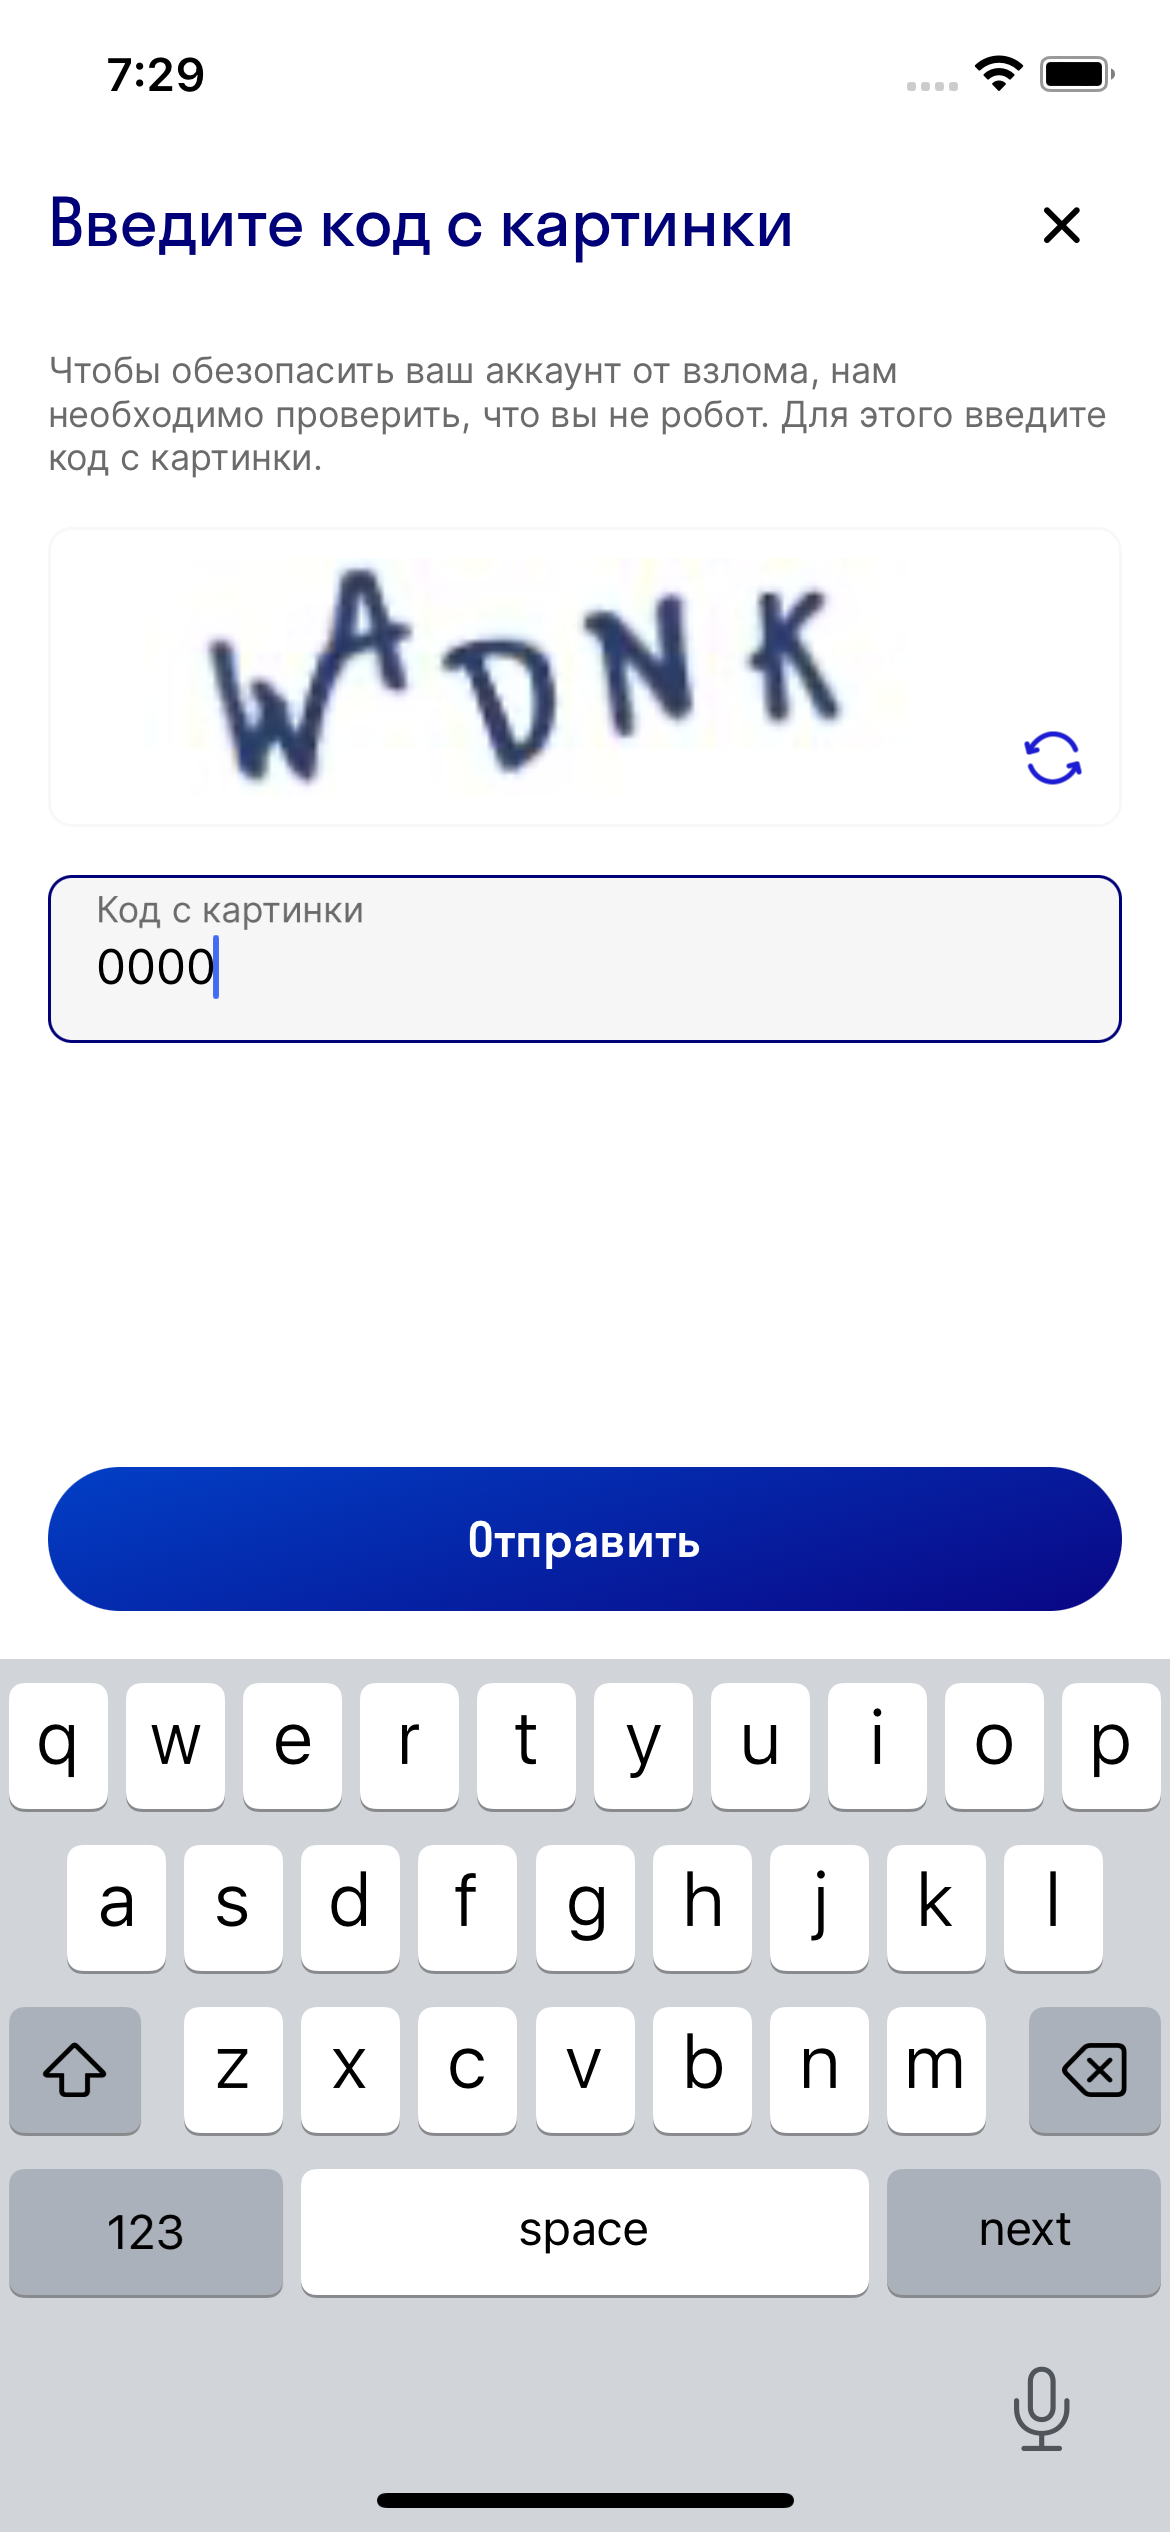 7:29
Введите код с картинки
Чтобы обезопасить ваш аккаунт от взлома, нам
необходимо проверить, что вы не робот. Для этого введите
код с картинки.
WADNK
Код с картинки
0000
Отправить
q w e r t y u i o p
a s d f g h j k l
z x c v b n m
123 space next